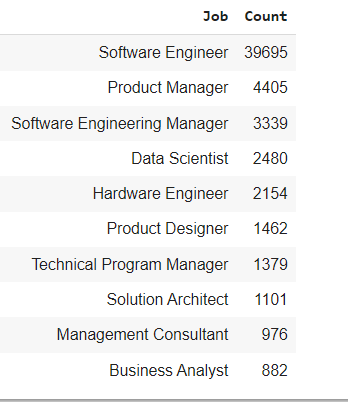 Job Count
Software Engineer 39695
Product Manager 4405
Software Engineering Manager 3339
Data Scientist 2480
Hardware Engineer 2154
Product Designer 1462
Technical Program Manager 1379
Solution Architect 1101
Management Consultant 976
Business Analyst 882